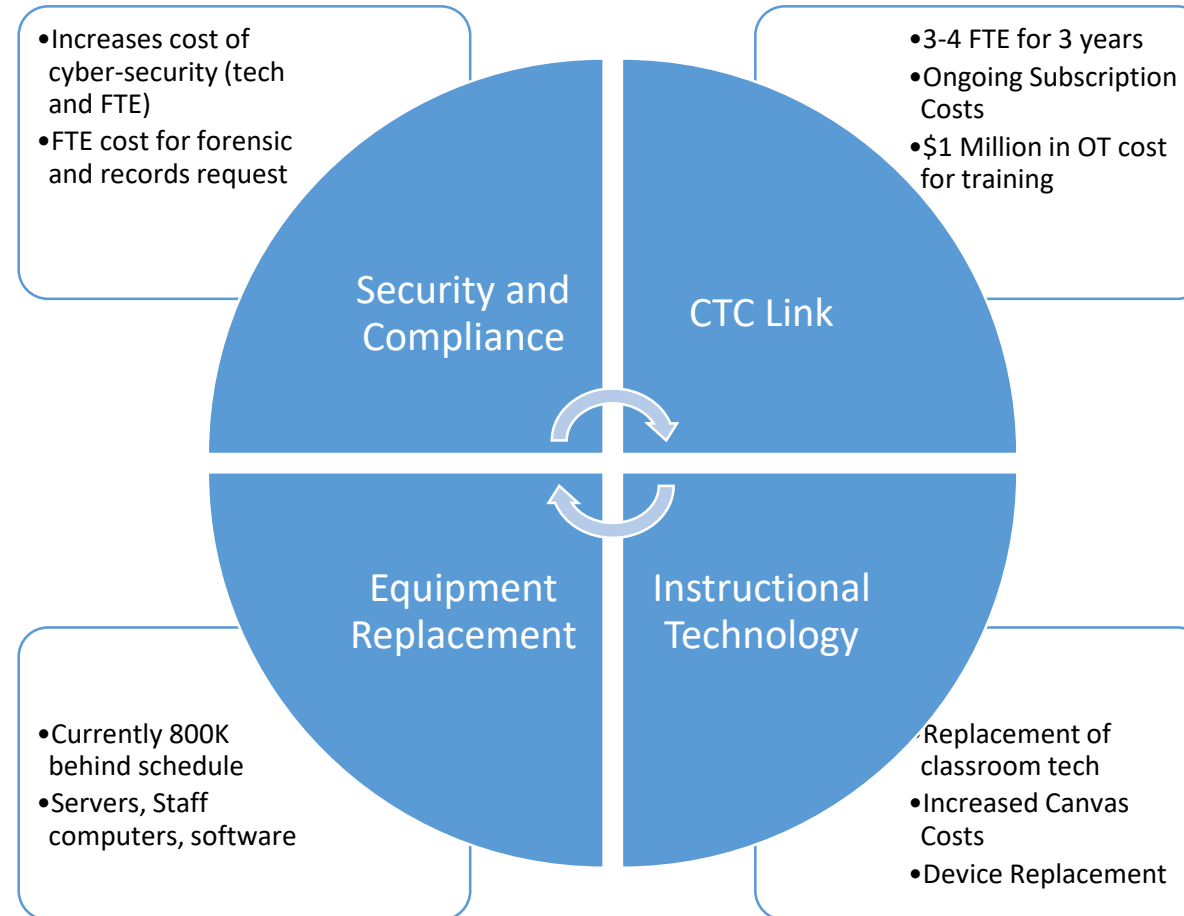 •Increases cost of
cyber-security (tech
and FTE)
•FTE cost for forensic
and records request
•3-4 FTE for 3 years
•Ongoing Subscription
Costs
•$1 Million in OT cost
for training
Security and
Compliance
CTC Link
Equipment
Replacement
Instructional
Technology
•Currently 800K
behind schedule
•Servers, Staff
computers, software
•Replacement of
classroom tech
•Increased Canvas
Costs
•Device Replacement